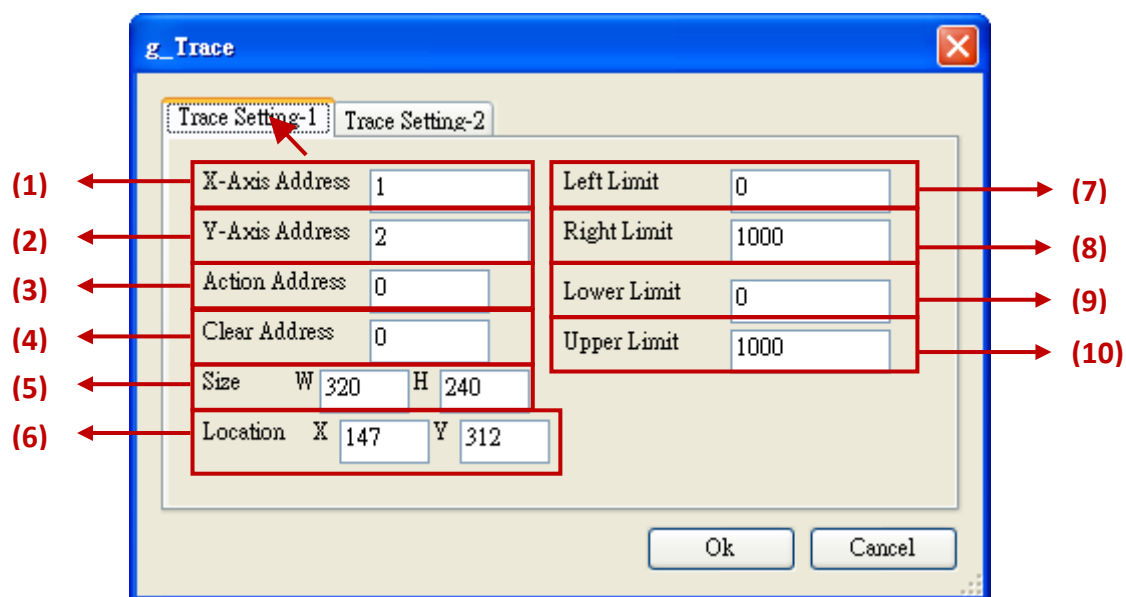 g_Trace
Trace Setting-1 Trace Setting-2
(1) X-Axis Address 1 Left Limit 0 (7)
(2) Y-Axis Address 2 Right Limit 1000 (8)
(3) Action Address 0 Lower Limit 0 (9)
(4) Clear Address 0 Upper Limit 1000 (10)
(5) Size W 320 H 240
(6) Location X 147 Y 312
Ok Cancel